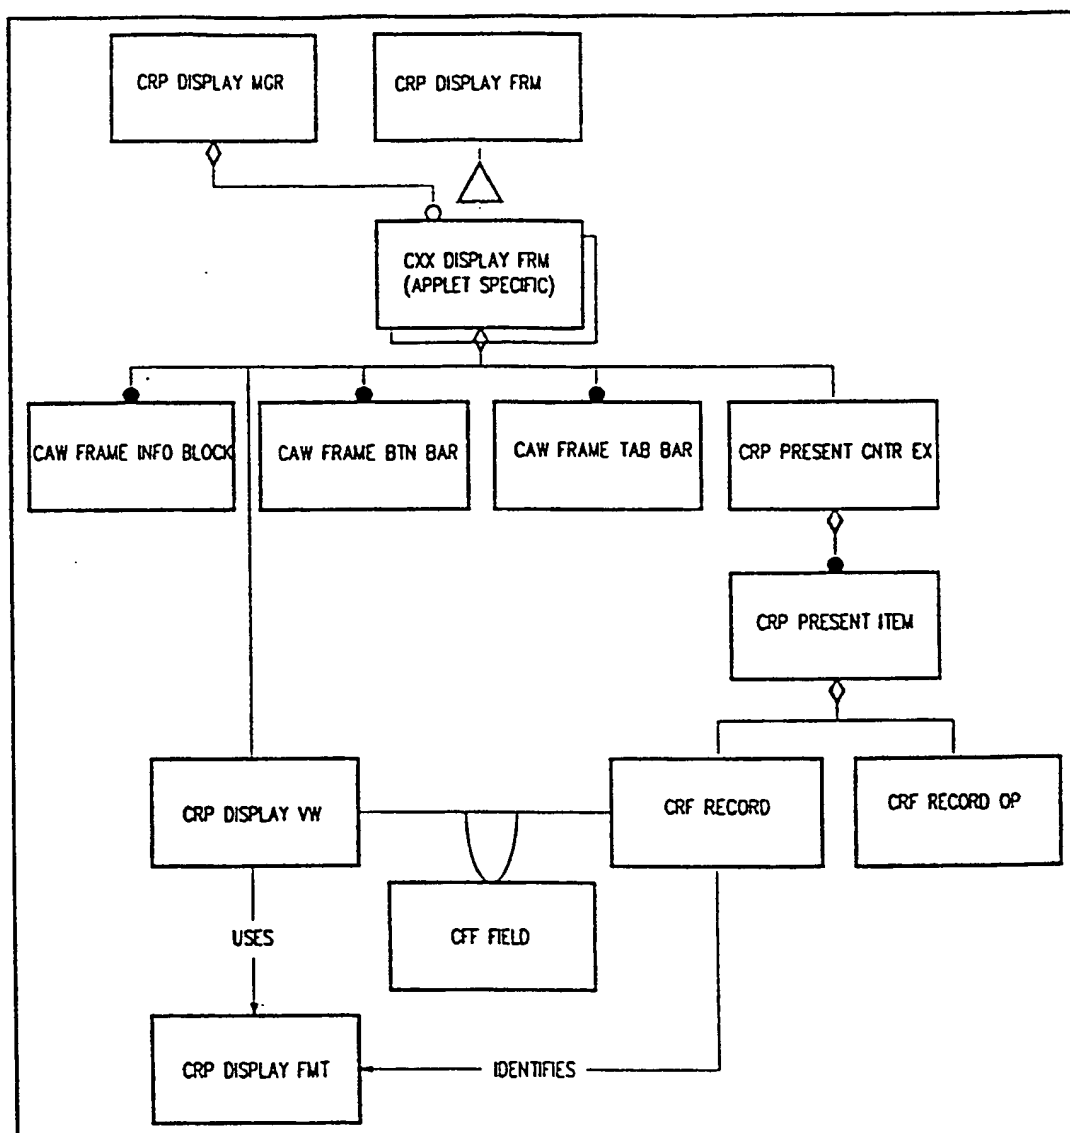 CRP DISPLAY MGR
CRP DISPLAY FRM
CXX DISPLAY FRM
(APPLET SPECIFIC)
CAW FRAME INFO BLOCK
CAW FRAME BTN BAR
CAW FRAME TAB BAR
CRP PRESENT CNTR EX
CRP PRESENT ITEM
CRP DISPLAY VW
CRF RECORD
CRF RECORD OP
CFF FIELD
USES
CRP DISPLAY FMT
IDENTIFIES